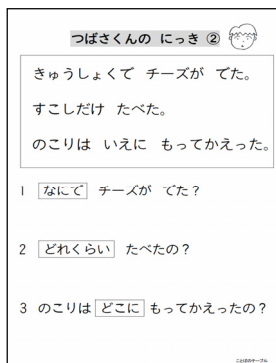 つばさくんの にっき ②
きゅうしょくで チーズが でた。
すこしだけ たべた。
のこりは いえに もってかえった。
1 なにで チーズが でた？
2 どれくらい たべたの？
3 のこりは どこに もってかえったの？
ことばのテーブル